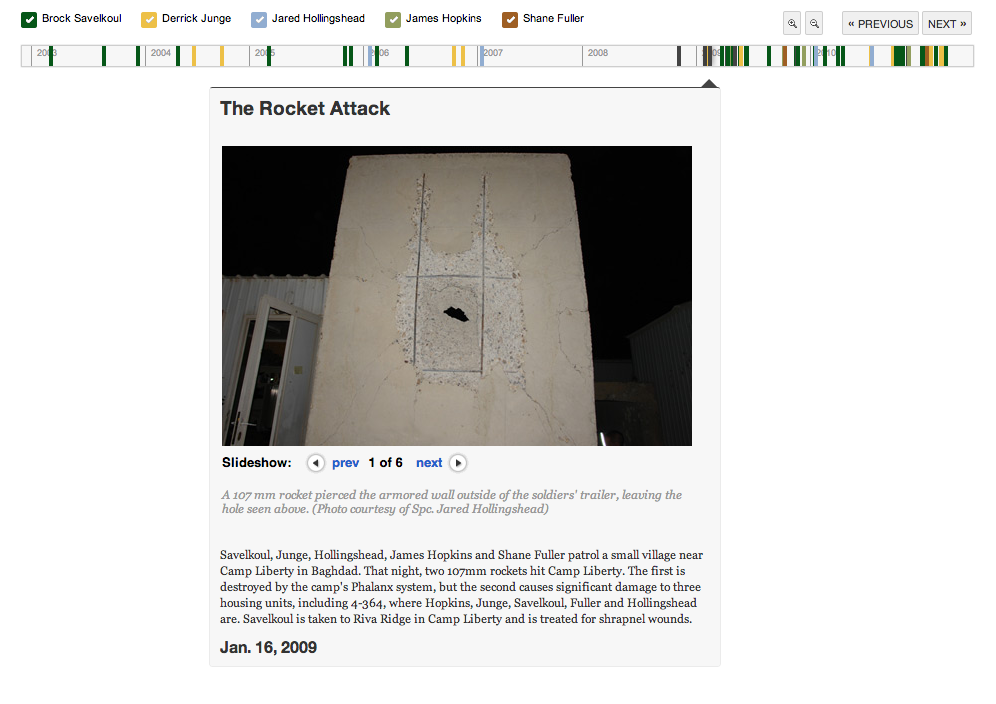 Brock Savelkoul Derrick Junge Jared Hollingshead James Hopkins Shane Fuller
« PREVIOUS NEXT »
2003 2004 2005 2006 2007 2008 2009 2010
The Rocket Attack
Slideshow: prev 1 of 6 next
A 107 mm rocket pierced the armored wall outside of the soldiers' trailer, leaving the
hole seen above. (Photo courtesy of Spc. Jared Hollingshead)
Savelkoul, Junge, Hollingshead, James Hopkins and Shane Fuller patrol a small village near
Camp Liberty in Baghdad. That night, two 107mm rockets hit Camp Liberty. The first is
destroyed by the camp's Phalanx system, but the second causes significant damage to three
housing units, including 4-364, where Hopkins, Junge, Savelkoul, Fuller and Hollingshead
are. Savelkoul is taken to Riva Ridge in Camp Liberty and is treated for shrapnel wounds.
Jan. 16, 2009